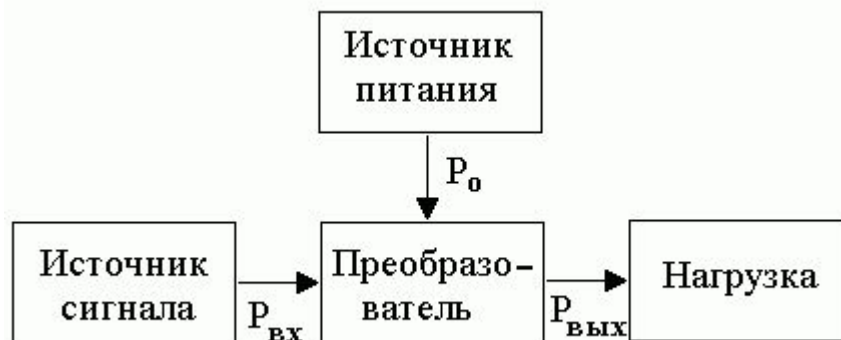 Источник
питания
P₀
Источник
сигнала
Pвх
Преобразо–
ватель
Pвых
Нагрузка